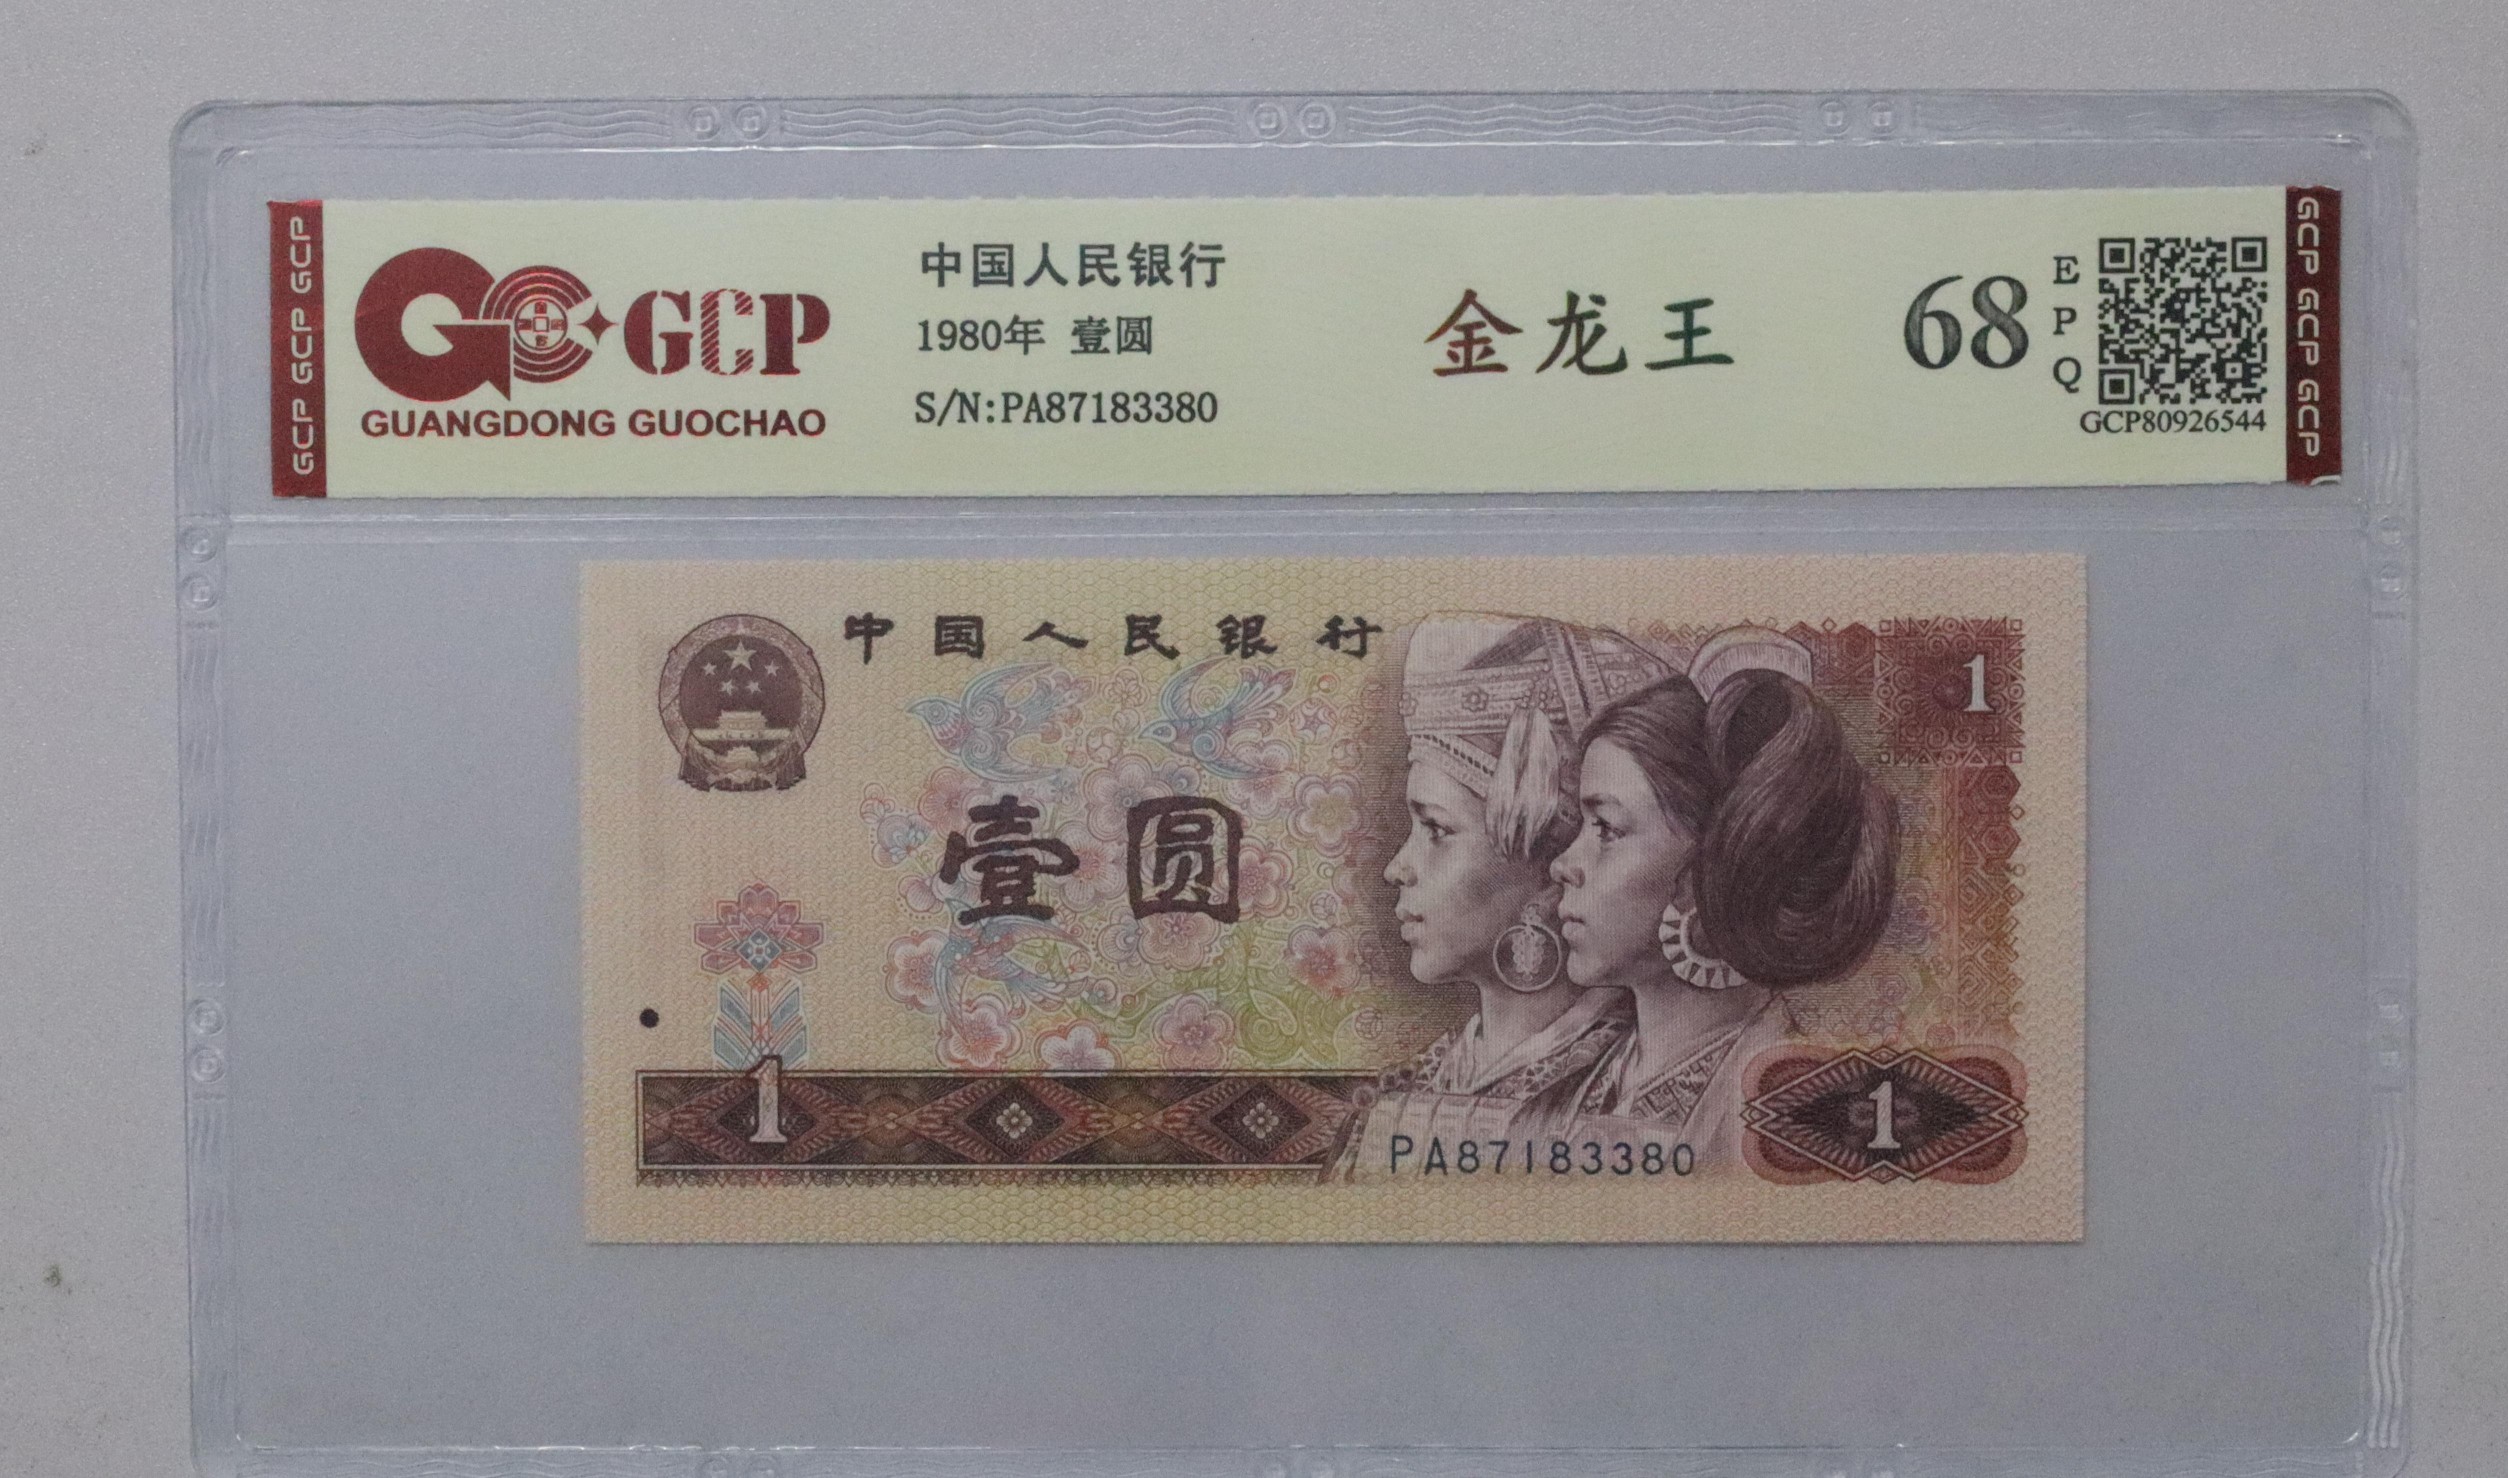 GCP GCP GCP
GCP
GUANGDONG GUOCHAO
中国人民银行
1980年 壹圆
S/N:PA87183380
金龙王
68
EPQ
GCP80926544
GCP GCP GCP
中国人民银行
1
壹圆
1
PA87183380
1